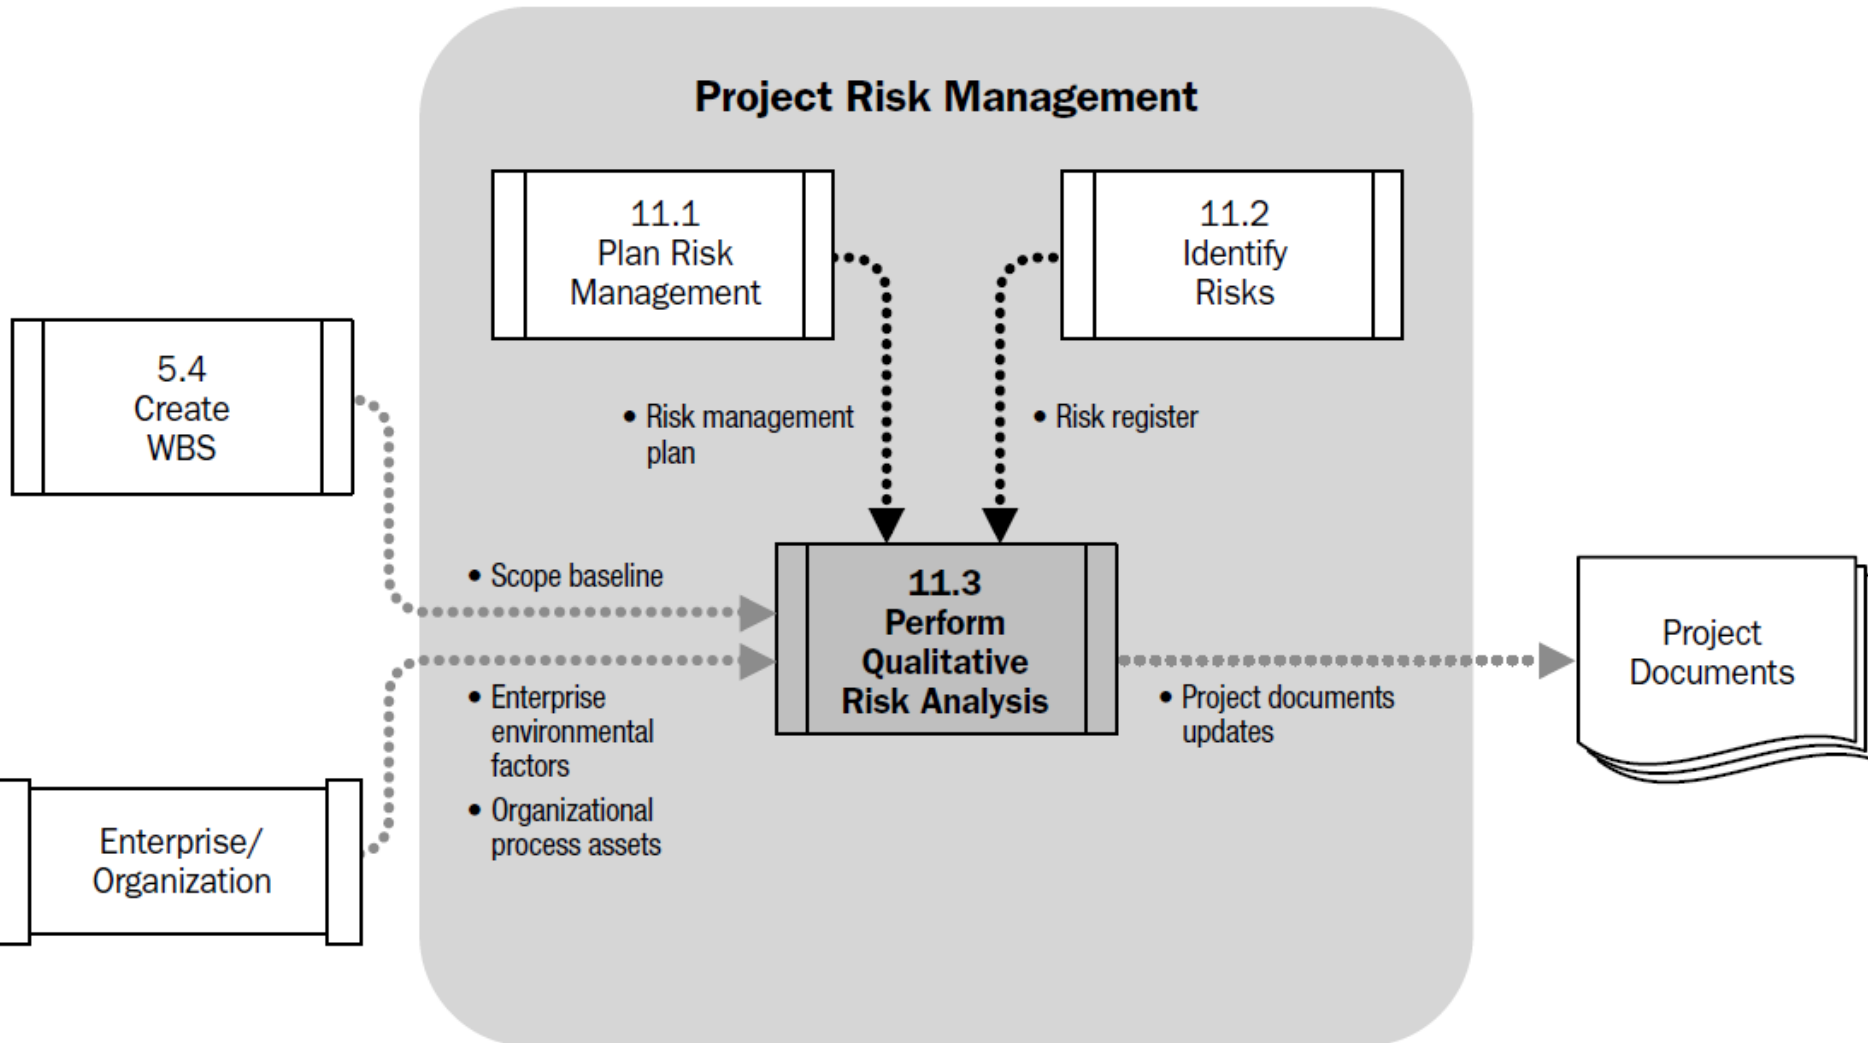 Project Risk Management
11.1
Plan Risk
Management
11.2
Identify
Risks
5.4
Create
WBS
• Risk management
plan
• Risk register
• Scope baseline
11.3
Perform
Qualitative
Risk Analysis
• Enterprise
environmental
factors
• Organizational
process assets
• Project documents
updates
Project
Documents
Enterprise/
Organization